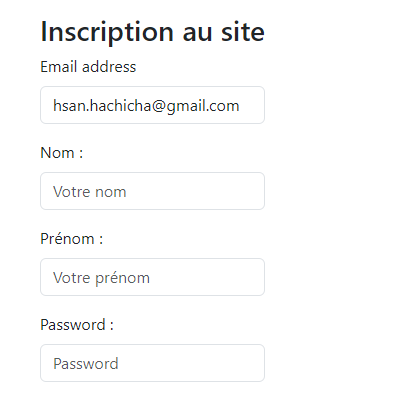 Inscription au site
Email address
hsan.hachicha@gmail.com
Nom :
Votre nom
Prénom :
Votre prénom
Password :
Password